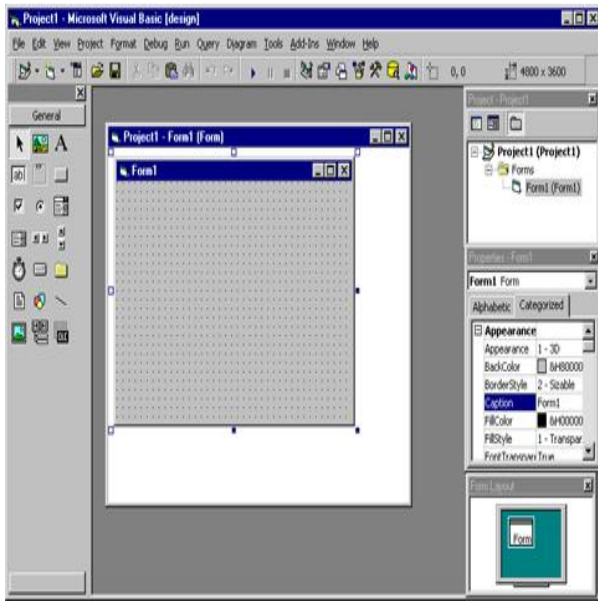 Project1 - Microsoft Visual Basic [design]
File Edit View Project Format Debug Run Query Diagram Tools Add-Ins Window Help
0, 0 4800 x 3600
General
A
ab
Project1 - Form1 (Form)
Form1
Project - Project1
Project1 (Project1)
Forms
Form1 (Form1)
Properties - Form1
Form1 Form
Alphabetic Categorized
Appearance
Appearance 1 - 3D
BackColor &H80000
BorderStyle 2 - Sizable
Caption Form1
FillColor &H00000
FillStyle 1 - Transpar
FontTranspar True
Form Layout
Form